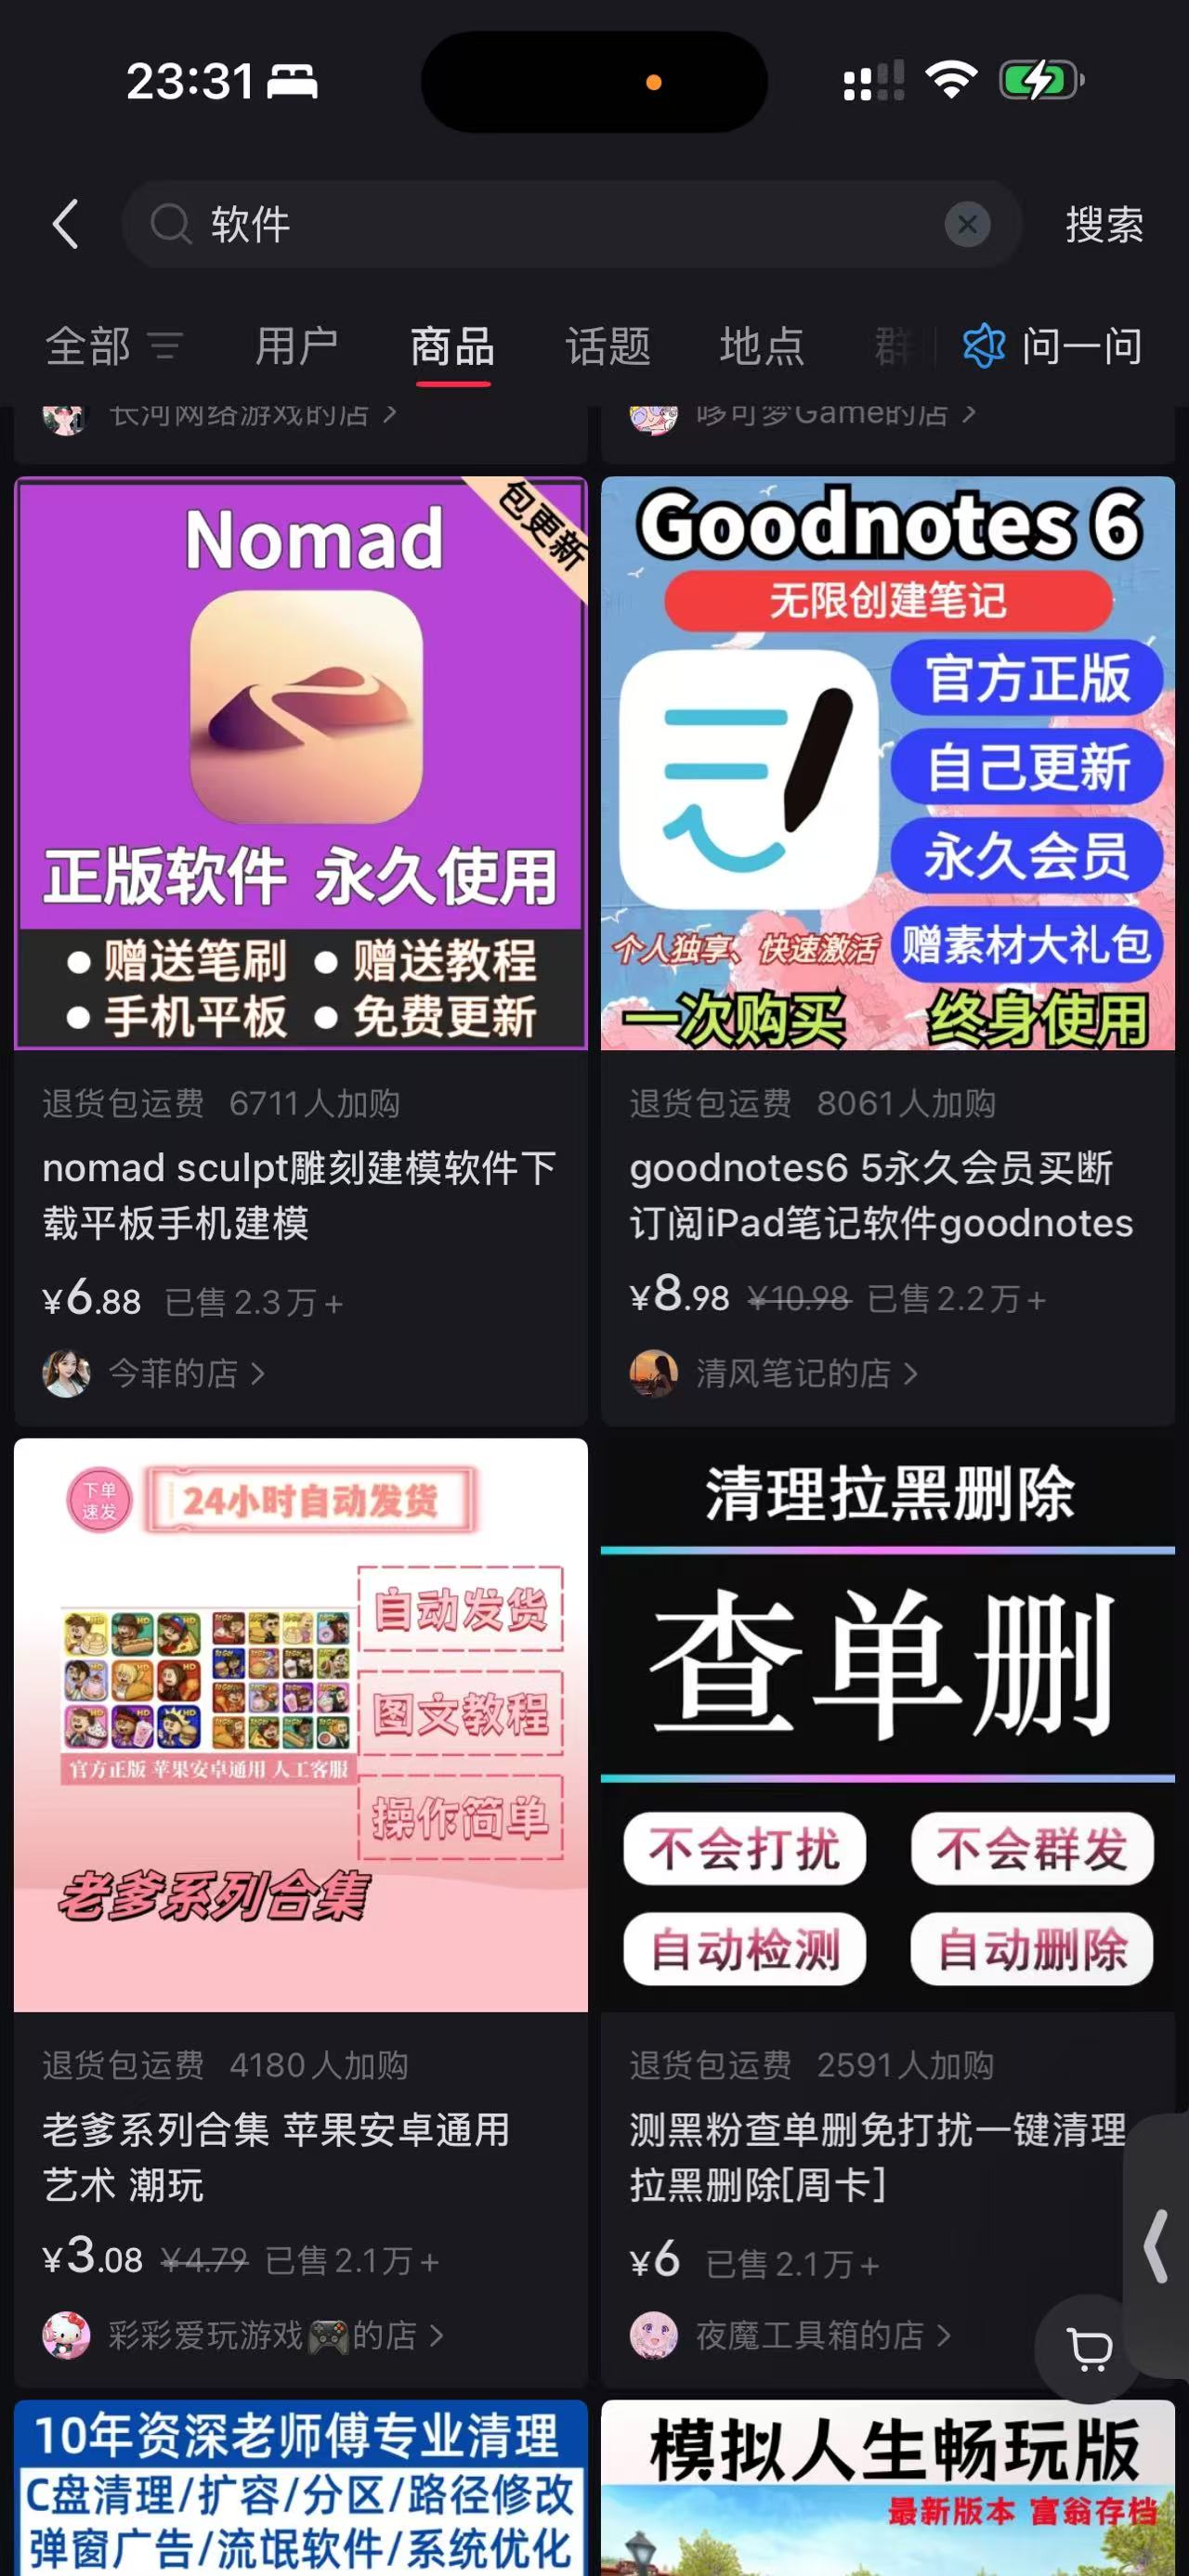 23:31
软件
搜索
全部 用户 商品 话题 地点 群 问一问
长河网络游戏的店
哆可梦Game的店
包更新
Nomad
正版软件 永久使用
赠送笔刷 赠送教程
手机平板 免费更新
退货包运费 6711人加购
nomad sculpt雕刻建模软件下
载平板手机建模
¥6.88 已售2.3万+
今菲的店
Goodnotes 6
无限创建笔记
官方正版
自己更新
永久会员
个人独享、快速激活
赠素材大礼包
一次购买 终身使用
退货包运费 8061人加购
goodnotes6 5永久会员买断
订阅iPad笔记软件goodnotes
¥8.98 ¥10.98 已售2.2万+
清风笔记的店
下单
速发
24小时自动发货
自动发货
图文教程
官方正版 苹果安卓通用 人工客服
操作简单
老爹系列合集
退货包运费 4180人加购
老爹系列合集 苹果安卓通用
艺术 潮玩
¥3.08 ¥4.79 已售2.1万+
彩彩爱玩游戏🎮的店
清理拉黑删除
查单删
不会打扰 不会群发
自动检测 自动删除
退货包运费 2591人加购
测黑粉查单删免打扰一键清理
拉黑删除[周卡]
¥6 已售2.1万+
夜魔工具箱的店
10年资深老师傅专业清理
C盘清理/扩容/分区/路径修改
弹窗广告/流氓软件/系统优化
模拟人生畅玩版
最新版本 富翁存档